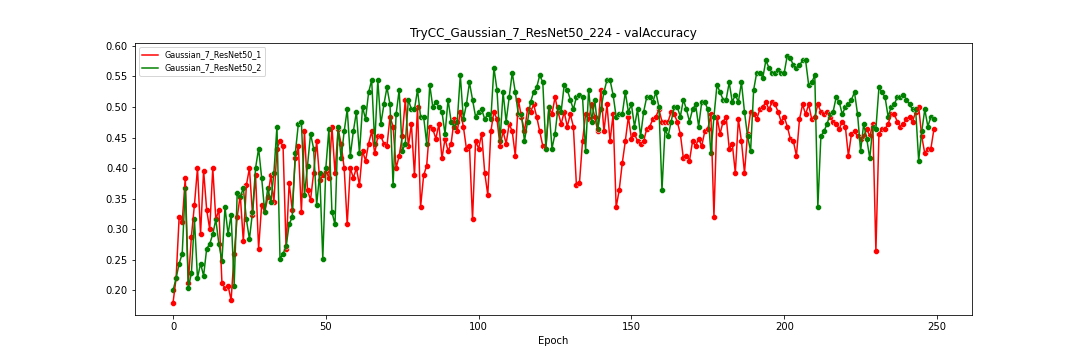 TryCC_Gaussian_7_ResNet50_224 - valAccuracy
Gaussian_7_ResNet50_1
Gaussian_7_ResNet50_2
0.60
0.55
0.50
0.45
0.40
0.35
0.30
0.25
0.20
0 50 100 150 200 250
Epoch